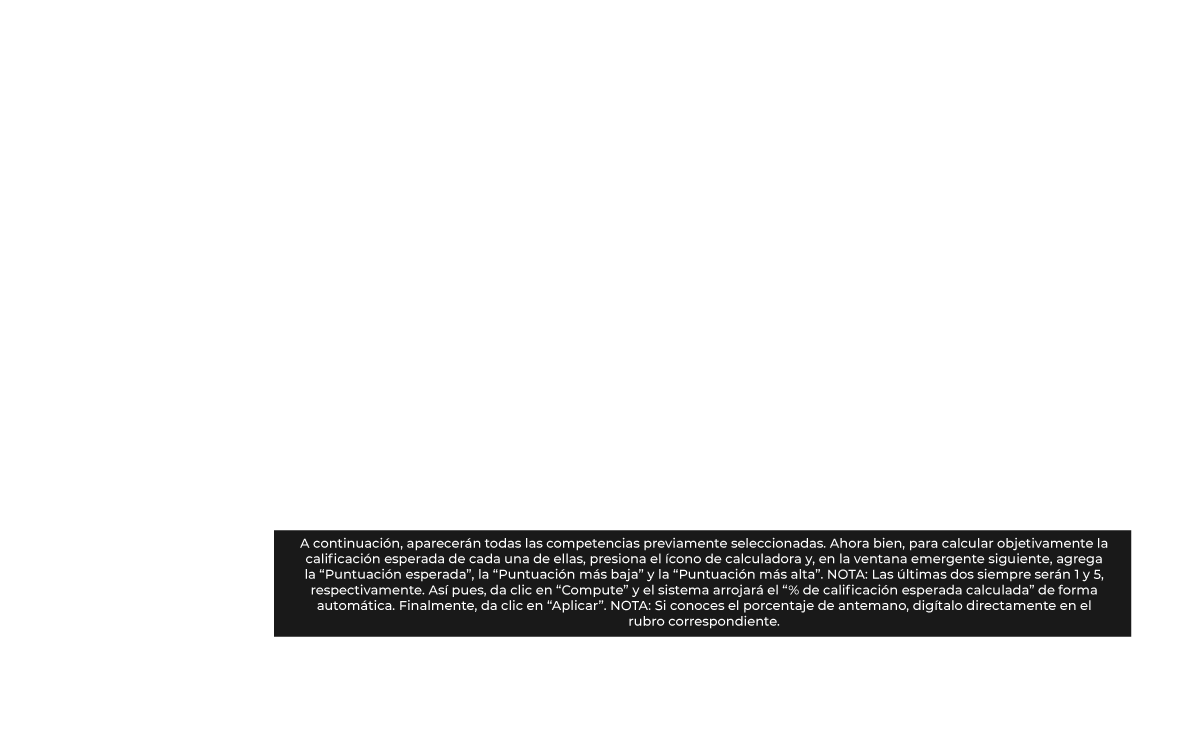 A continuación, aparecerán todas las competencias previamente seleccionadas. Ahora bien, para calcular objetivamente la
calificación esperada de cada una de ellas, presiona el ícono de calculadora y, en la ventana emergente siguiente, agrega
la “Puntuación esperada”, la “Puntuación más baja” y la “Puntuación más alta”. NOTA: Las últimas dos siempre serán 1 y 5,
respectivamente. Así pues, da clic en “Compute” y el sistema arrojará el “% de calificación esperada calculada” de forma
automática. Finalmente, da clic en “Aplicar”. NOTA: Si conoces el porcentaje de antemano, digítalo directamente en el
rubro correspondiente.